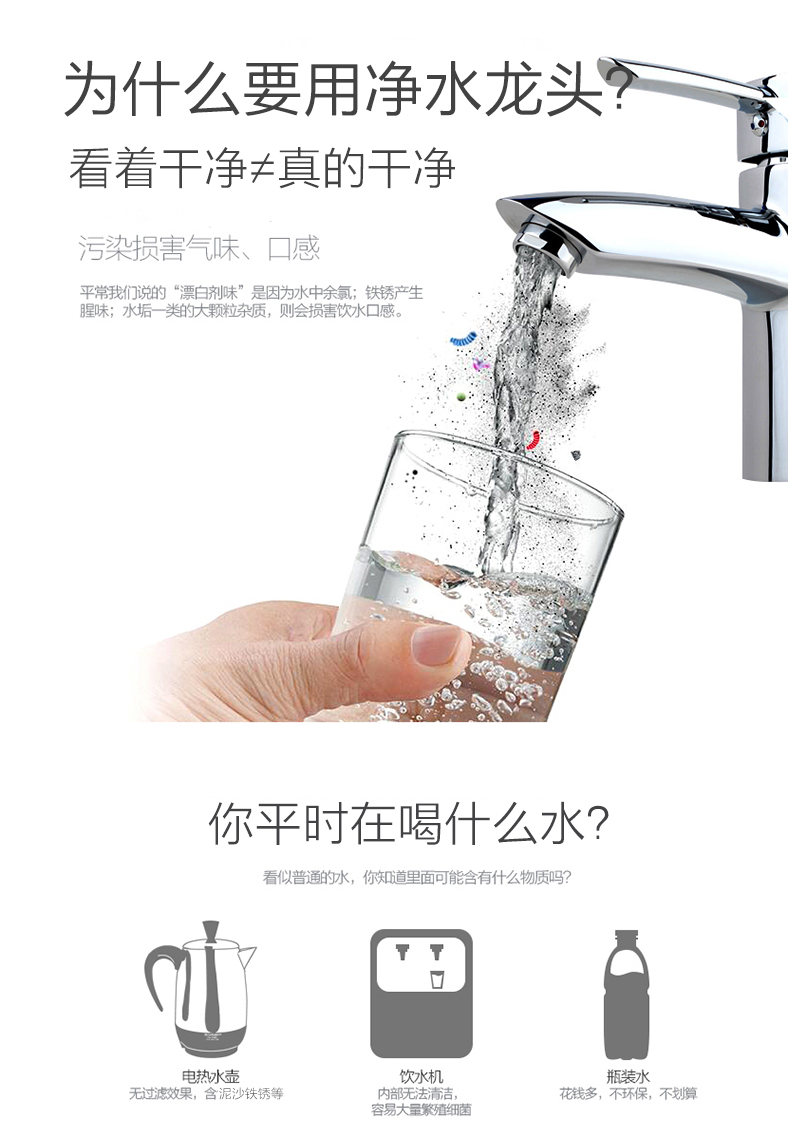 为什么要用净水龙头?
看着干净≠真的干净
污染损害气味、口感
平常我们说的“漂白剂味”是因为水中余氯；铁锈产生
腥味；水垢一类的大颗粒杂质，则会损害饮水口感。
你平时在喝什么水?
看似普通的水，你知道里面可能含有什么物质吗?
电热水壶
无过滤效果，含泥沙铁锈等
饮水机
内部无法清洁，
容易大量繁殖细菌
瓶装水
花钱多，不环保，不划算